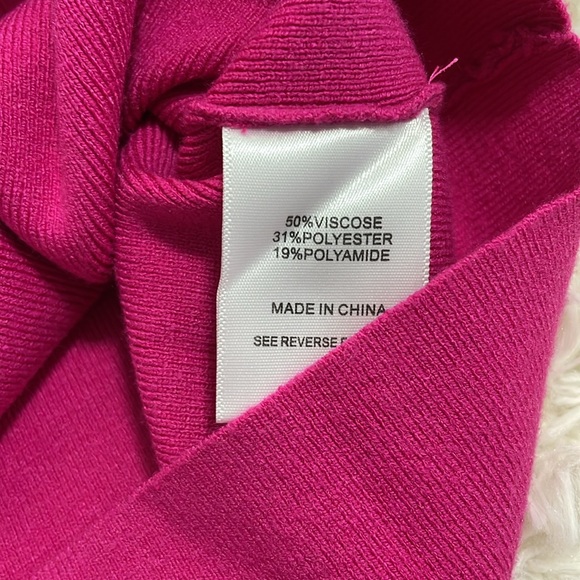 50%VISCOSE
31%POLYESTER
19%POLYAMIDE
MADE IN CHINA
SEE REVERSE